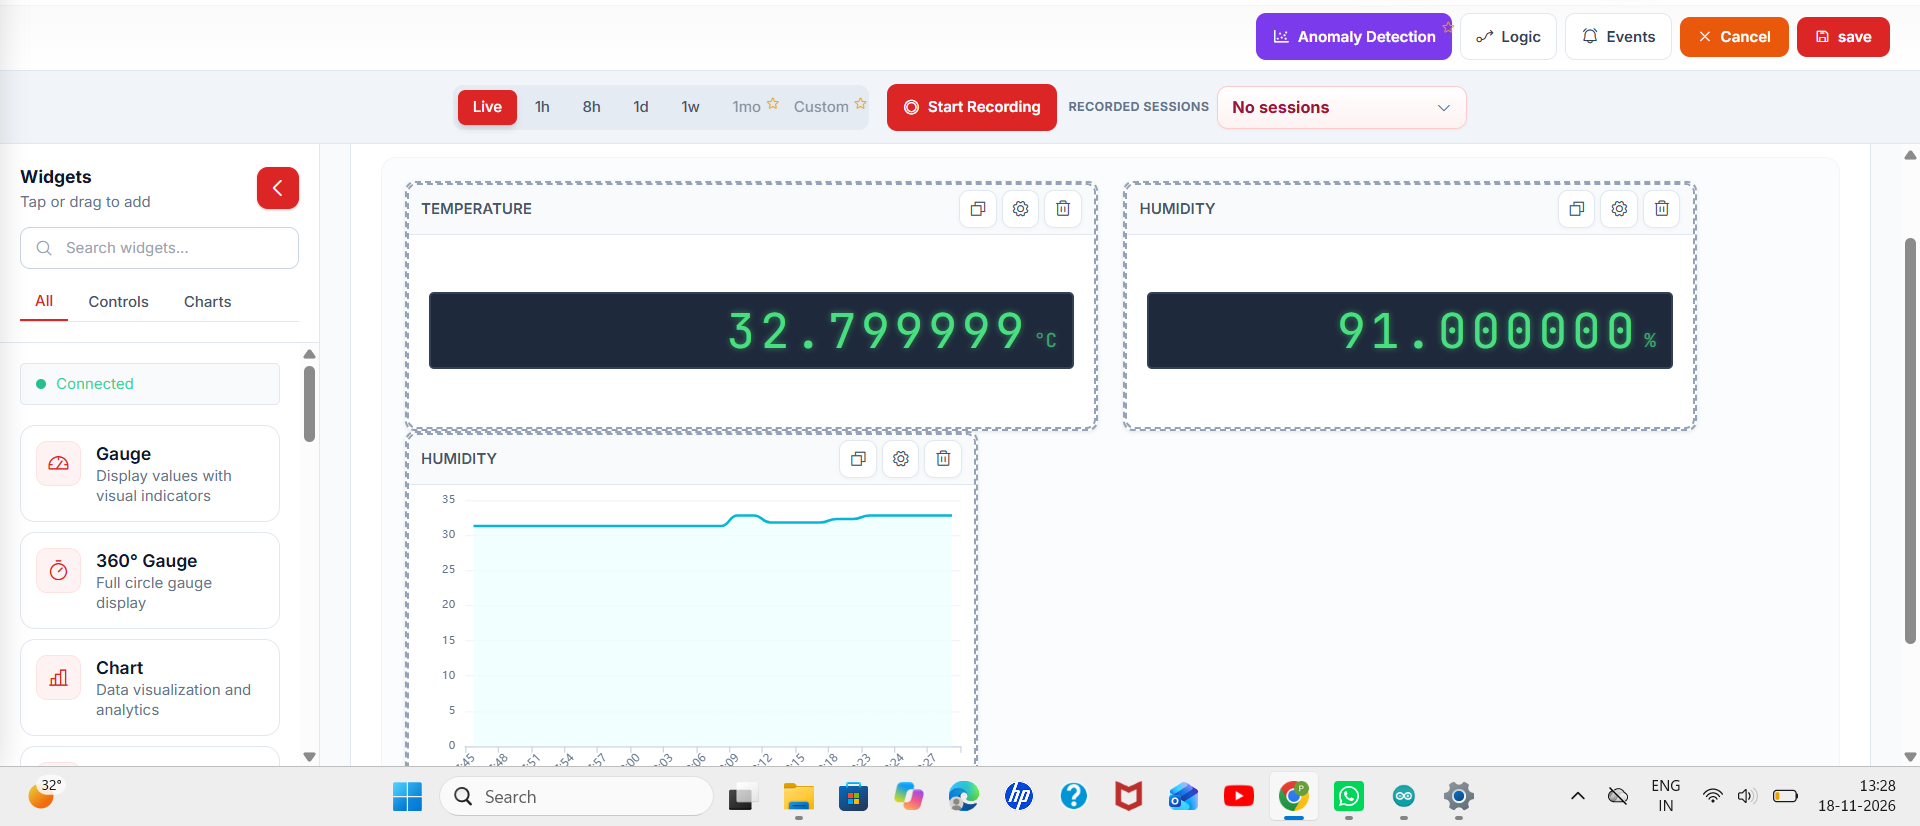 Anomaly Detection
Logic
Events
Cancel
save
Live 1h 8h 1d 1w 1mo Custom
Start Recording
RECORDED SESSIONS
No sessions
Widgets
Tap or drag to add
Search widgets...
All Controls Charts
Connected
Gauge
Display values with
visual indicators
360° Gauge
Full circle gauge
display
Chart
Data visualization and
analytics
TEMPERATURE
32.799999 °C
HUMIDITY
91.000000 %
HUMIDITY
35
30
25
20
15
10
5
0
32°
Search
hp
ENG
IN
13:28
18-11-2026